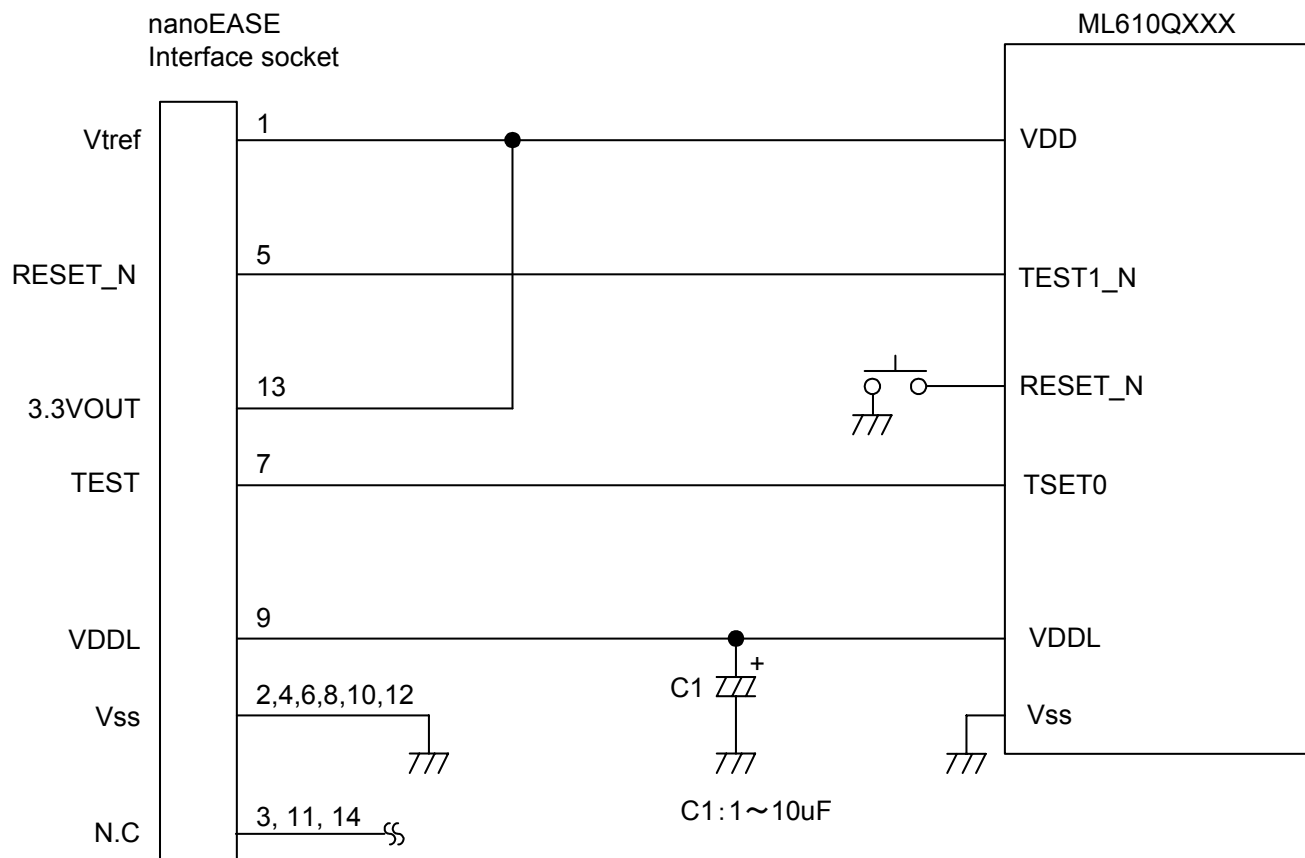 nanoEASE
Interface socket
ML610QXXX
Vtref
1
VDD
RESET_N
5
TEST1_N
3.3VOUT
13
RESET_N
TEST
7
TSET0
VDDL
9
VDDL
C1
+
Vss
2,4,6,8,10,12
Vss
C1:1～10uF
N.C
3, 11, 14